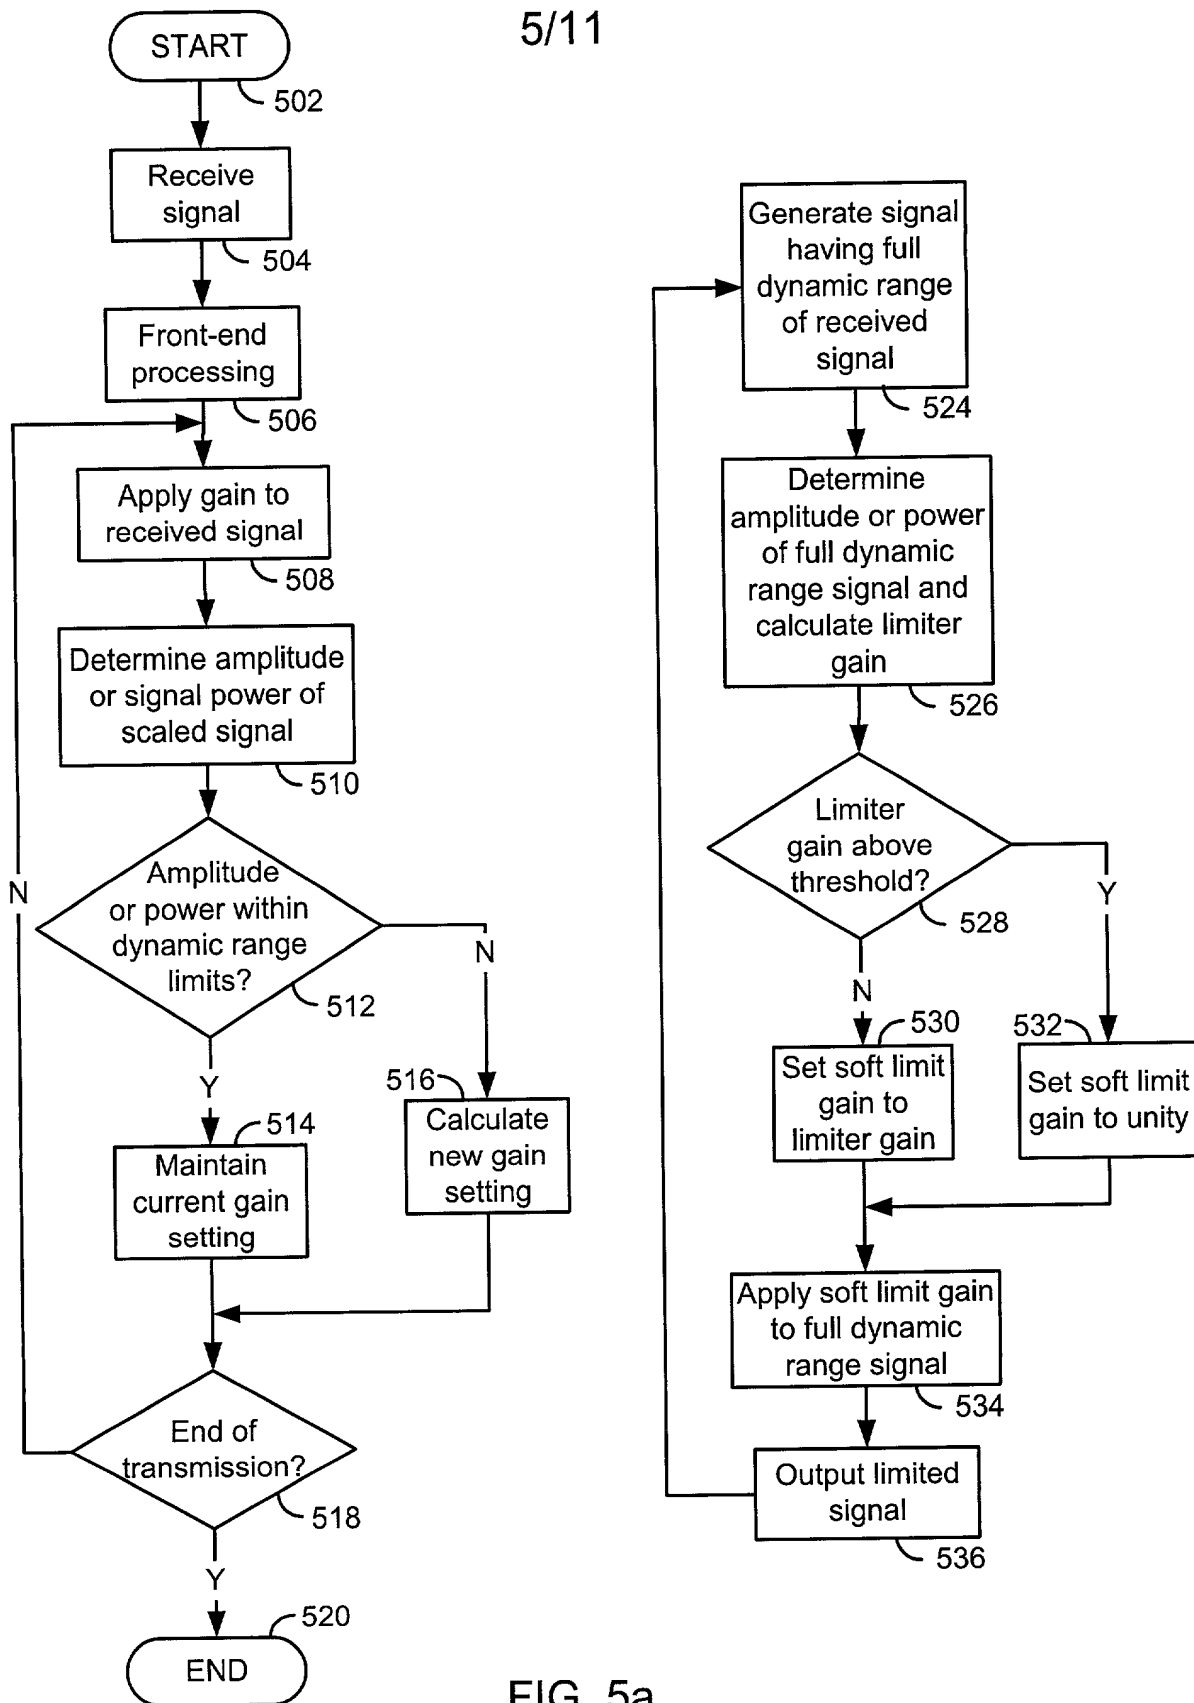 5/11
START
502
Receive
signal
504
Front-end
processing
506
Apply gain to
received signal
508
Determine amplitude
or signal power of
scaled signal
510
Amplitude
or power within
dynamic range
limits?
512
N
Y
N
514
Maintain
current gain
setting
516
Calculate
new gain
setting
End of
transmission?
518
Y
520
END
Generate signal
having full
dynamic range
of received
signal
524
Determine
amplitude or power
of full dynamic
range signal and
calculate limiter
gain
526
Limiter
gain above
threshold?
528
Y
N
530
Set soft limit
gain to
limiter gain
532
Set soft limit
gain to unity
Apply soft limit gain
to full dynamic
range signal
534
Output limited
signal
536
FIG. 5a